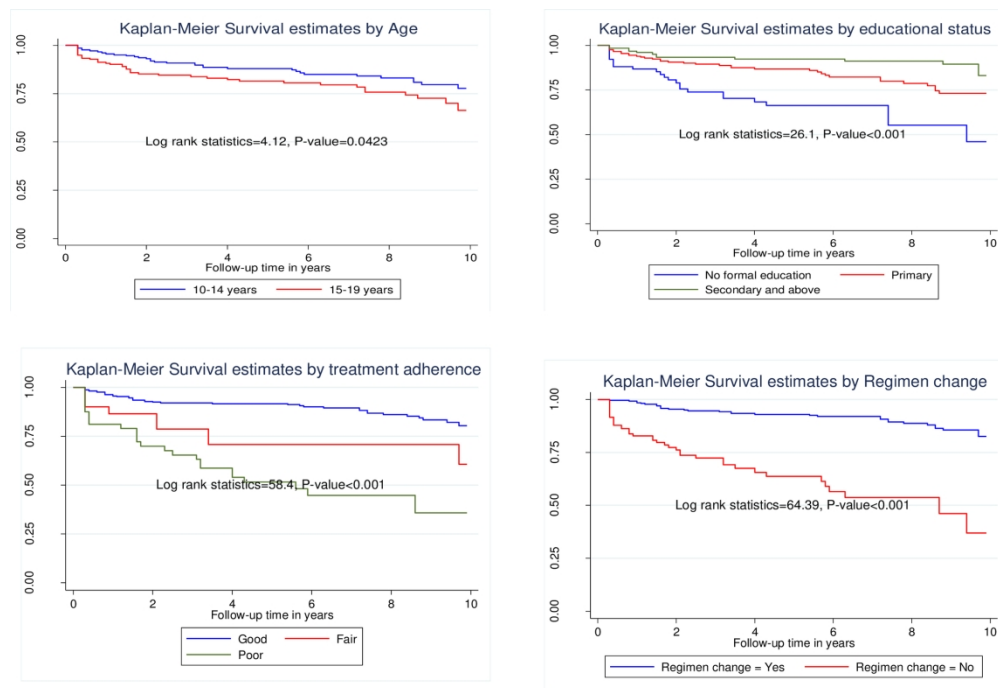 Kaplan-Meier Survival estimates by Age
1.00
0.75
0.50
0.25
0.00
Log rank statistics=4.12, P-value=0.0423
0 2 4 6 8 10
Follow-up time in years
10-14 years 15-19 years
Kaplan-Meier Survival estimates by educational status
1.00
0.75
0.50
0.25
0.00
Log rank statistics=26.1, P-value<0.001
0 2 4 6 8 10
Follow-up time in years
No formal education Primary
Secondary and above
Kaplan-Meier Survival estimates by treatment adherence
1.00
0.75
0.50
0.25
0.00
Log rank statistics=58.4, P-value<0.001
0 2 4 6 8 10
Follow-up time in years
Good Fair
Poor
Kaplan-Meier Survival estimates by Regimen change
1.00
0.75
0.50
0.25
0.00
Log rank statistics=64.39, P-value<0.001
0 2 4 6 8 10
Follow-up time in years
Regimen change = Yes Regimen change = No